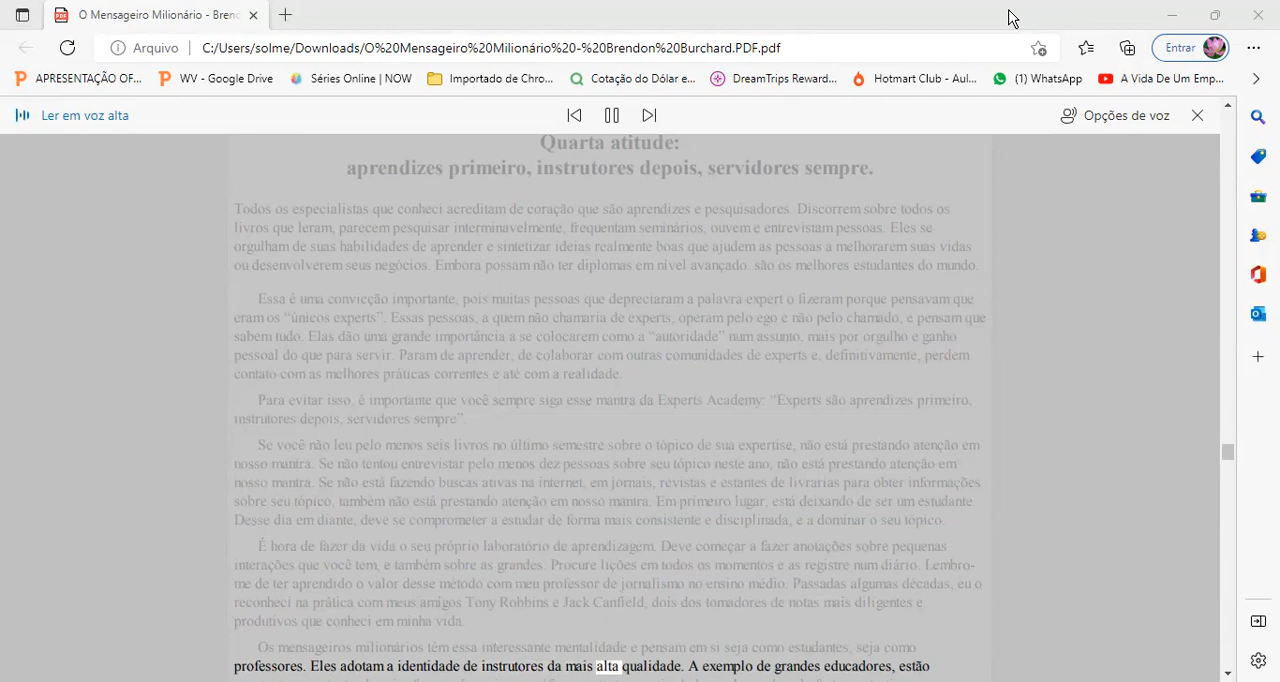 O Mensageiro Milionário - Bren
Arquivo
C:/Users/solme/Downloads/O%20Mensageiro%20Milionário%20-%20Brendon%20Burchard.PDF.pdf
Entrar
APRESENTAÇÃO OF...
WV - Google Drive
Séries Online | NOW
Importado de Chro...
Cotação do Dólar e...
DreamTrips Reward...
Hotmart Club - Aul...
(1) WhatsApp
A Vida De Um Emp...
Ler em voz alta
Opções de voz
Quarta atitude:
aprendizes primeiro, instrutores depois, servidores sempre.
Todos os especialistas que conheci acreditam de coração que são aprendizes e pesquisadores. Discorrem sobre todos os
livros que leram, parecem pesquisar interminavelmente, frequentam seminários, ouvem e entrevistam pessoas. Eles se
orgulham de suas habilidades de aprender e sintetizar ideias realmente boas que ajudem as pessoas a melhorarem suas vidas
ou desenvolverem seus negócios. Embora possam não ter diplomas em nível avançado, são os melhores estudantes do mundo.
Essa é uma convicção importante, pois muitas pessoas que depreciaram a palavra expert o fizeram porque pensavam que
eram os “únicos experts”. Essas pessoas, a quem não chamaria de experts, operam pelo ego e não pelo chamado, e pensam que
sabem tudo. Elas dão uma grande importância a se colocarem como a “autoridade” num assunto, mais por orgulho e ganho
pessoal do que para servir. Param de aprender, de colaborar com outras comunidades de experts e, definitivamente, perdem
contato com as melhores práticas correntes e até com a realidade.
Para evitar isso, é importante que você sempre siga esse mantra da Experts Academy: “Experts são aprendizes primeiro,
instrutores depois, servidores sempre”.
Se você não leu pelo menos seis livros no último semestre sobre o tópico de sua expertise, não está prestando atenção em
nosso mantra. Se não tentou entrevistar pelo menos dez pessoas sobre seu tópico neste ano, não está prestando atenção em
nosso mantra. Se não está fazendo buscas ativas na internet, em jornais, revistas e estantes de livrarias para obter informações
sobre seu tópico, também não está prestando atenção em nosso mantra. Em primeiro lugar, está deixando de ser um estudante.
Desse dia em diante, deve se comprometer a estudar de forma mais consistente e disciplinada, e a dominar o seu tópico.
É hora de fazer da vida o seu próprio laboratório de aprendizagem. Deve começar a fazer anotações sobre pequenas
interações que você tem, e também sobre as grandes. Procure lições em todos os momentos e as registre num diário. Lembro-
me de ter aprendido o valor desse método com meu professor de jornalismo no ensino médio. Passadas algumas décadas, eu o
reconheci na prática com meus amigos Tony Robbins e Jack Canfield, dois dos tomadores de notas mais diligentes e
produtivos que conheci em minha vida.
Os mensageiros milionários têm essa interessante mentalidade e pensam em si seja como estudantes, seja como
professores. Eles adotam a identidade de instrutores da mais alta qualidade. A exemplo de grandes educadores, estão